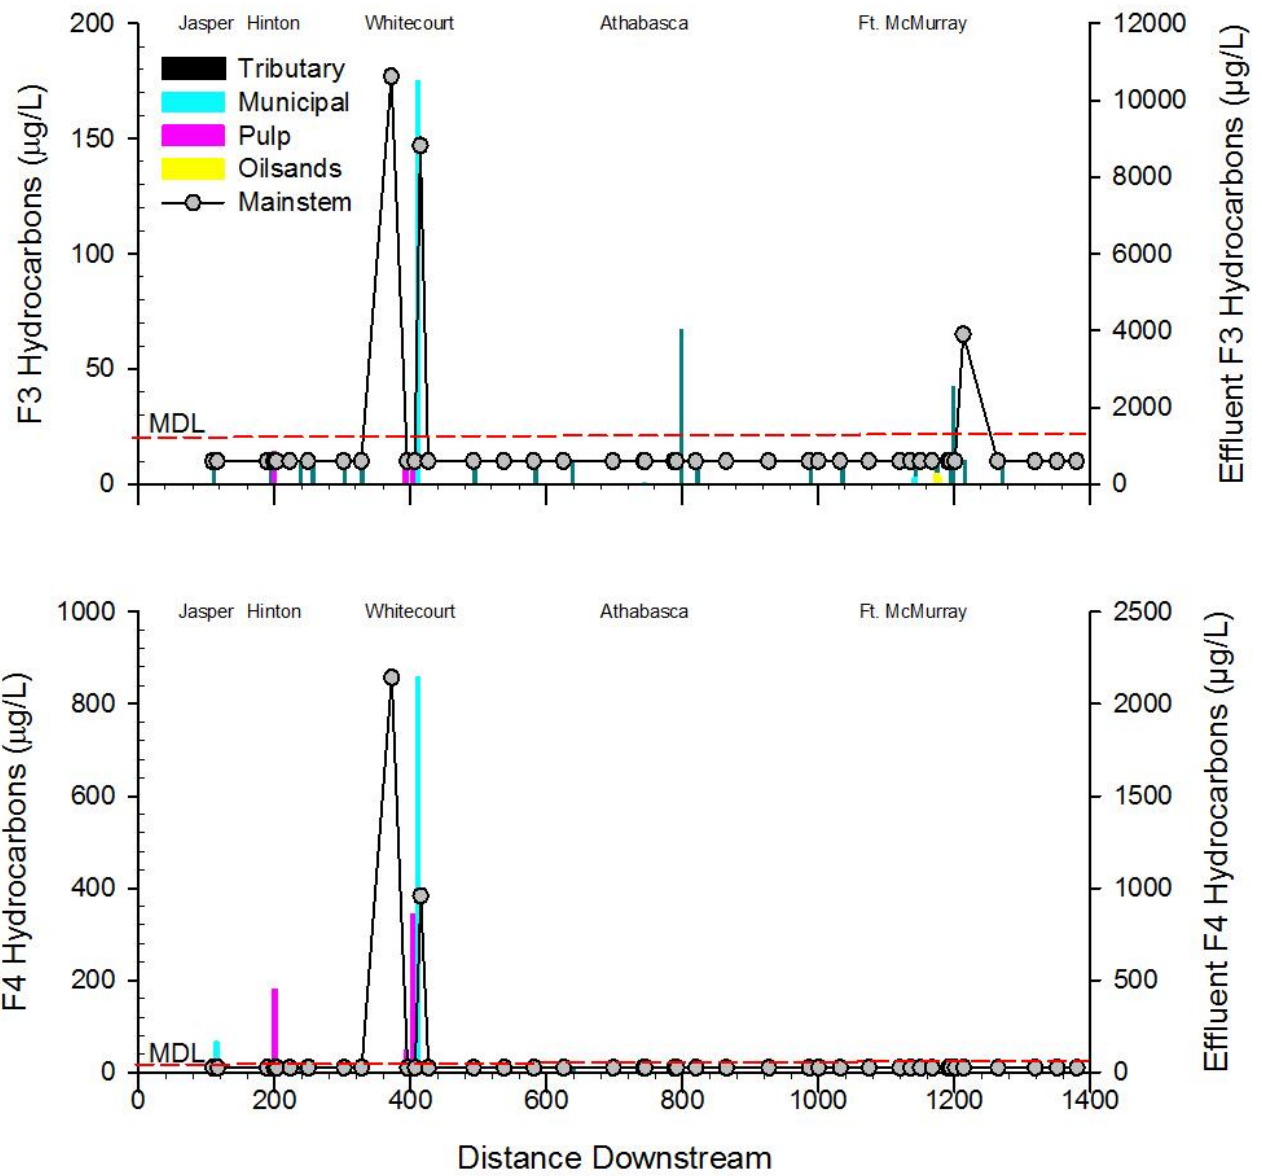 Jasper Hinton Whitecourt Athabasca Ft. McMurray
F3 Hydrocarbons (µg/L)
200
150
100
50
0
Tributary
Municipal
Pulp
Oilsands
Mainstem
MDL
12000
10000
8000
6000
4000
2000
0
Effluent F3 Hydrocarbons (µg/L)
Jasper Hinton Whitecourt Athabasca Ft. McMurray
F4 Hydrocarbons (µg/L)
1000
800
600
400
200
0
MDL
2500
2000
1500
1000
500
0
Effluent F4 Hydrocarbons (µg/L)
0 200 400 600 800 1000 1200 1400
Distance Downstream